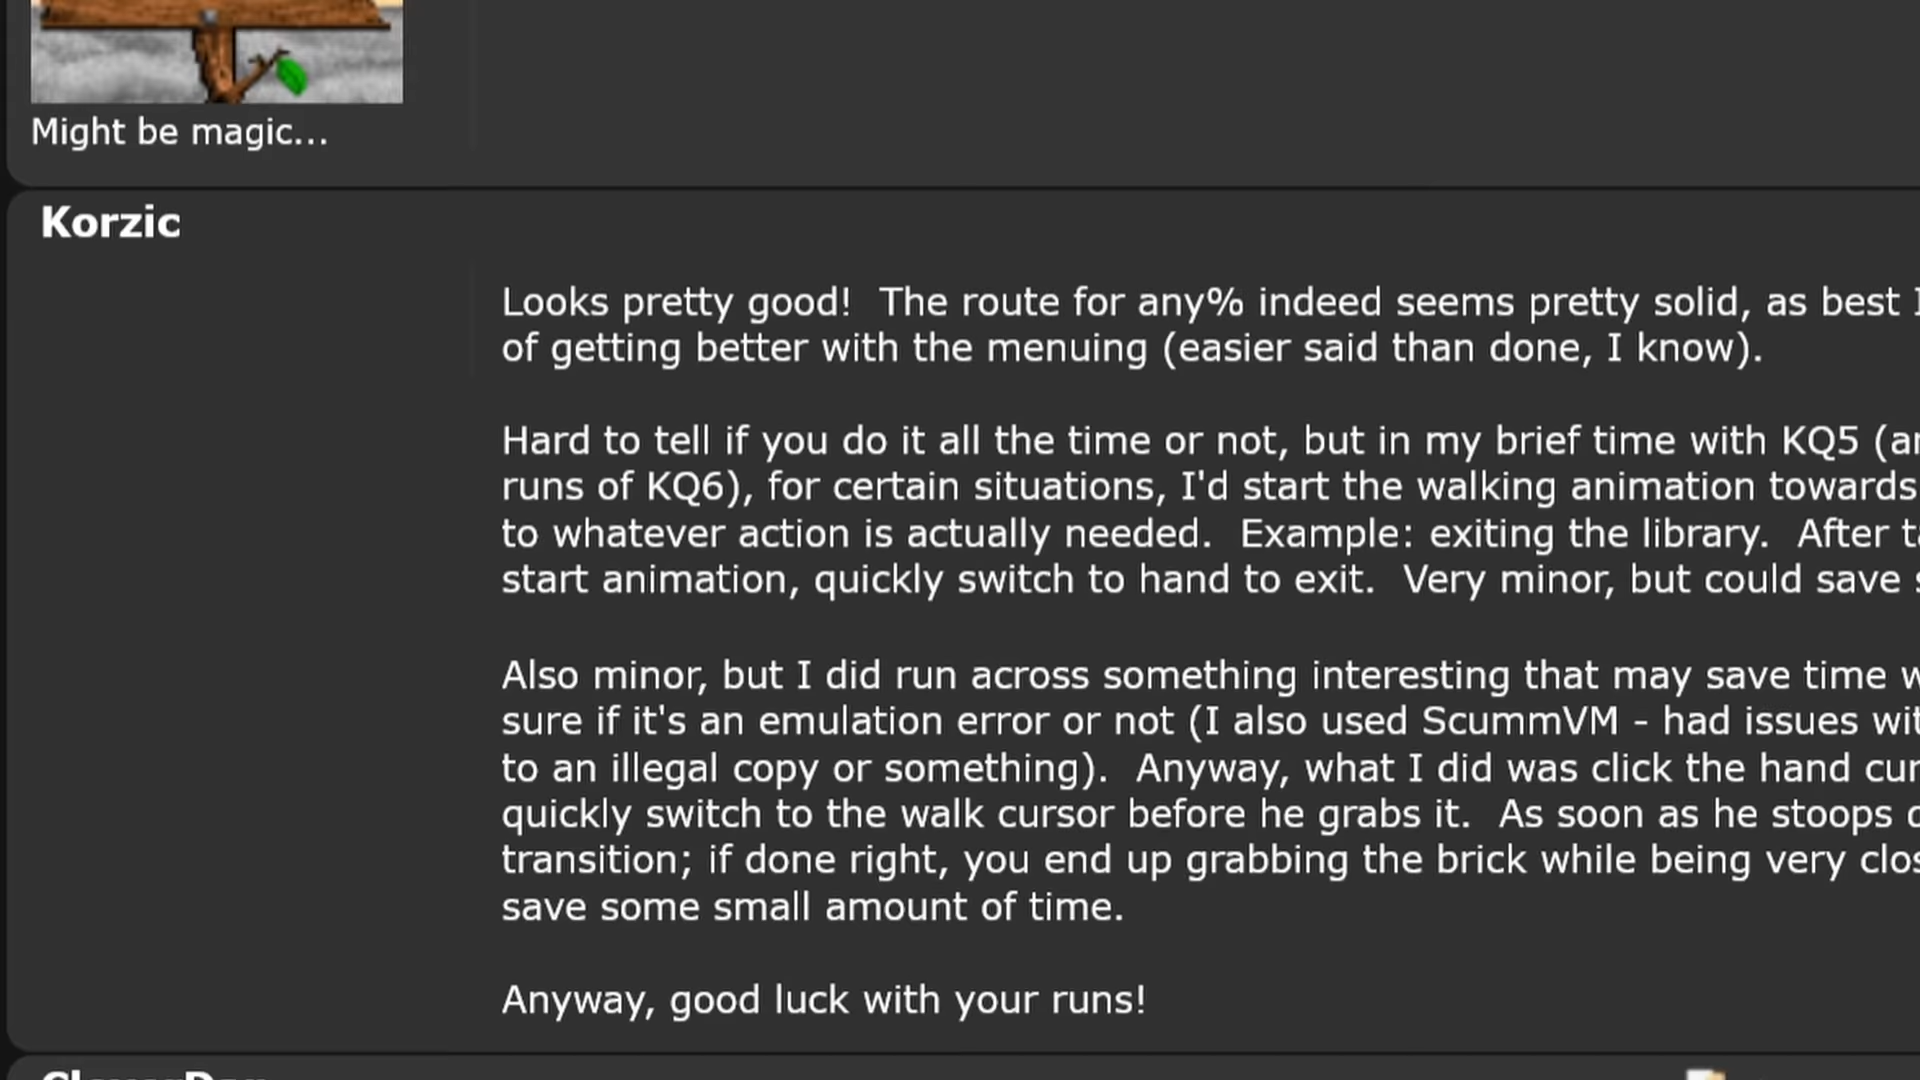 Might be magic...
Korzic
Looks pretty good!  The route for any% indeed seems pretty solid, as best I
of getting better with the menuing (easier said than done, I know).
Hard to tell if you do it all the time or not, but in my brief time with KQ5 (
runs of KQ6), for certain situations, I'd start the walking animation towards
to whatever action is actually needed.  Example: exiting the library.  After
start animation, quickly switch to hand to exit.  Very minor, but could save
Also minor, but I did run across something interesting that may save time
sure if it's an emulation error or not (I also used ScummVM - had issues
to an illegal copy or something).  Anyway, what I did was click the hand
quickly switch to the walk cursor before he grabs it.  As soon as he stoops
transition; if done right, you end up grabbing the brick while being very
save some small amount of time.
Anyway, good luck with your runs!